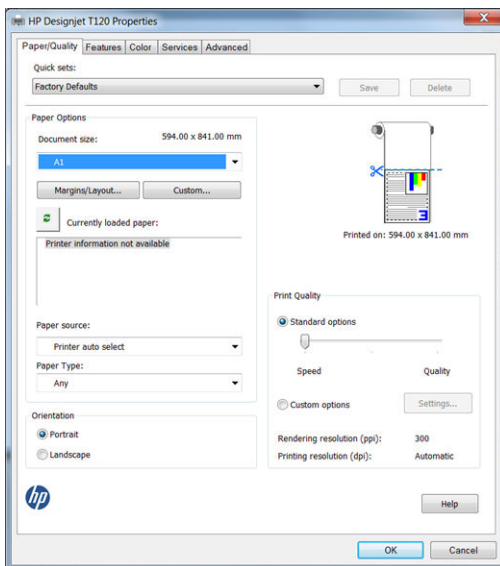 HP Designjet T120 Properties
Paper/Quality Features Color Services Advanced
Quick sets:
Factory Defaults
Save Delete
Paper Options
Document size: 594.00 x 841.00 mm
A1
Margins/Layout... Custom...
Currently loaded paper:
Printer information not available
Paper source:
Printer auto select
Paper Type:
Any
Orientation
Portrait
Landscape
Printed on: 594.00 x 841.00 mm
Print Quality
Standard options
Speed Quality
Custom options Settings...
Rendering resolution (ppi): 300
Printing resolution (dpi): Automatic
hp
Help
OK Cancel